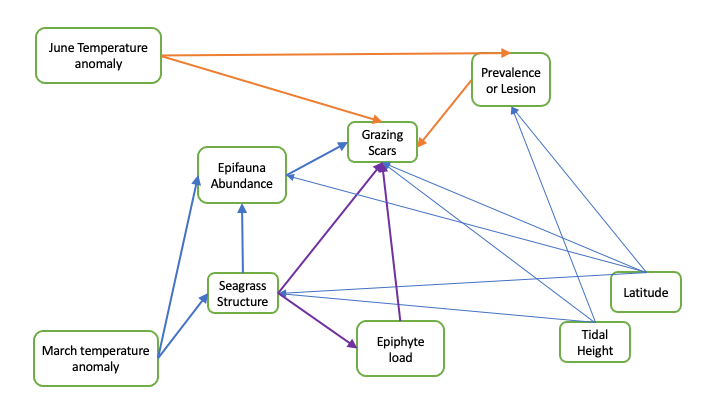 June Temperature
anomaly
Prevalence
or Lesion
Grazing
Scars
Epifauna
Abundance
Seagrass
Structure
Latitude
Tidal
Height
Epiphyte
load
March temperature
anomaly